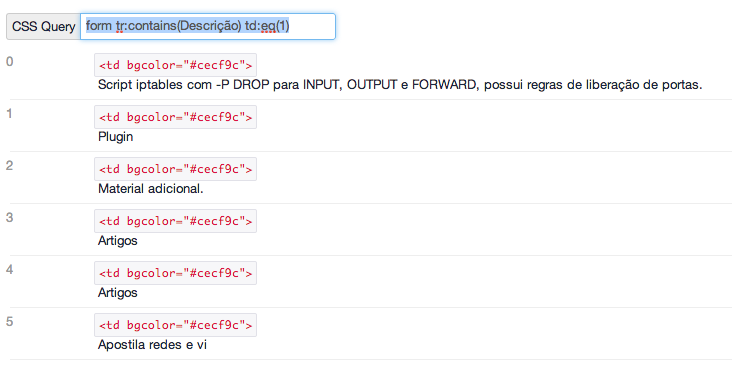 CSS Query form tr:contains(Descrição) td:eq(1)
0 <td bgcolor="#cecf9c">
Script iptables com -P DROP para INPUT, OUTPUT e FORWARD, possui regras de liberação de portas.
1 <td bgcolor="#cecf9c">
Plugin
2 <td bgcolor="#cecf9c">
Material adicional.
3 <td bgcolor="#cecf9c">
Artigos
4 <td bgcolor="#cecf9c">
Artigos
5 <td bgcolor="#cecf9c">
Apostila redes e vi